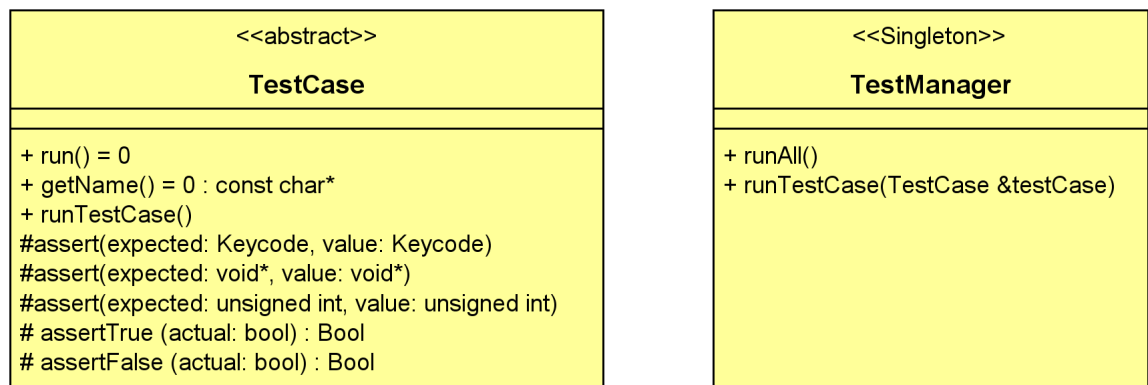 <<abstract>>
TestCase
+ run() = 0
+ getName() = 0 : const char*
+ runTestCase()
#assert(expected: Keycode, value: Keycode)
#assert(expected: void*, value: void*)
#assert(expected: unsigned int, value: unsigned int)
# assertTrue (actual: bool) : Bool
# assertFalse (actual: bool) : Bool
<<Singleton>>
TestManager
+ runAll()
+ runTestCase(TestCase &testCase)